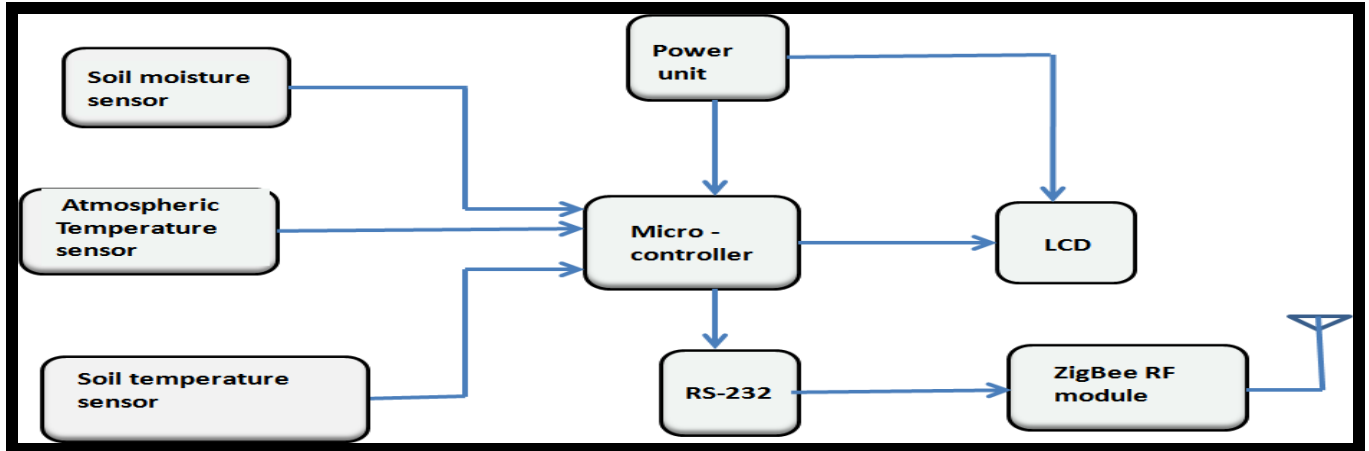 Soil moisture
sensor
Power
unit
Atmospheric
Temperature
sensor
Micro -
controller
LCD
Soil temperature
sensor
RS-232
ZigBee RF
module